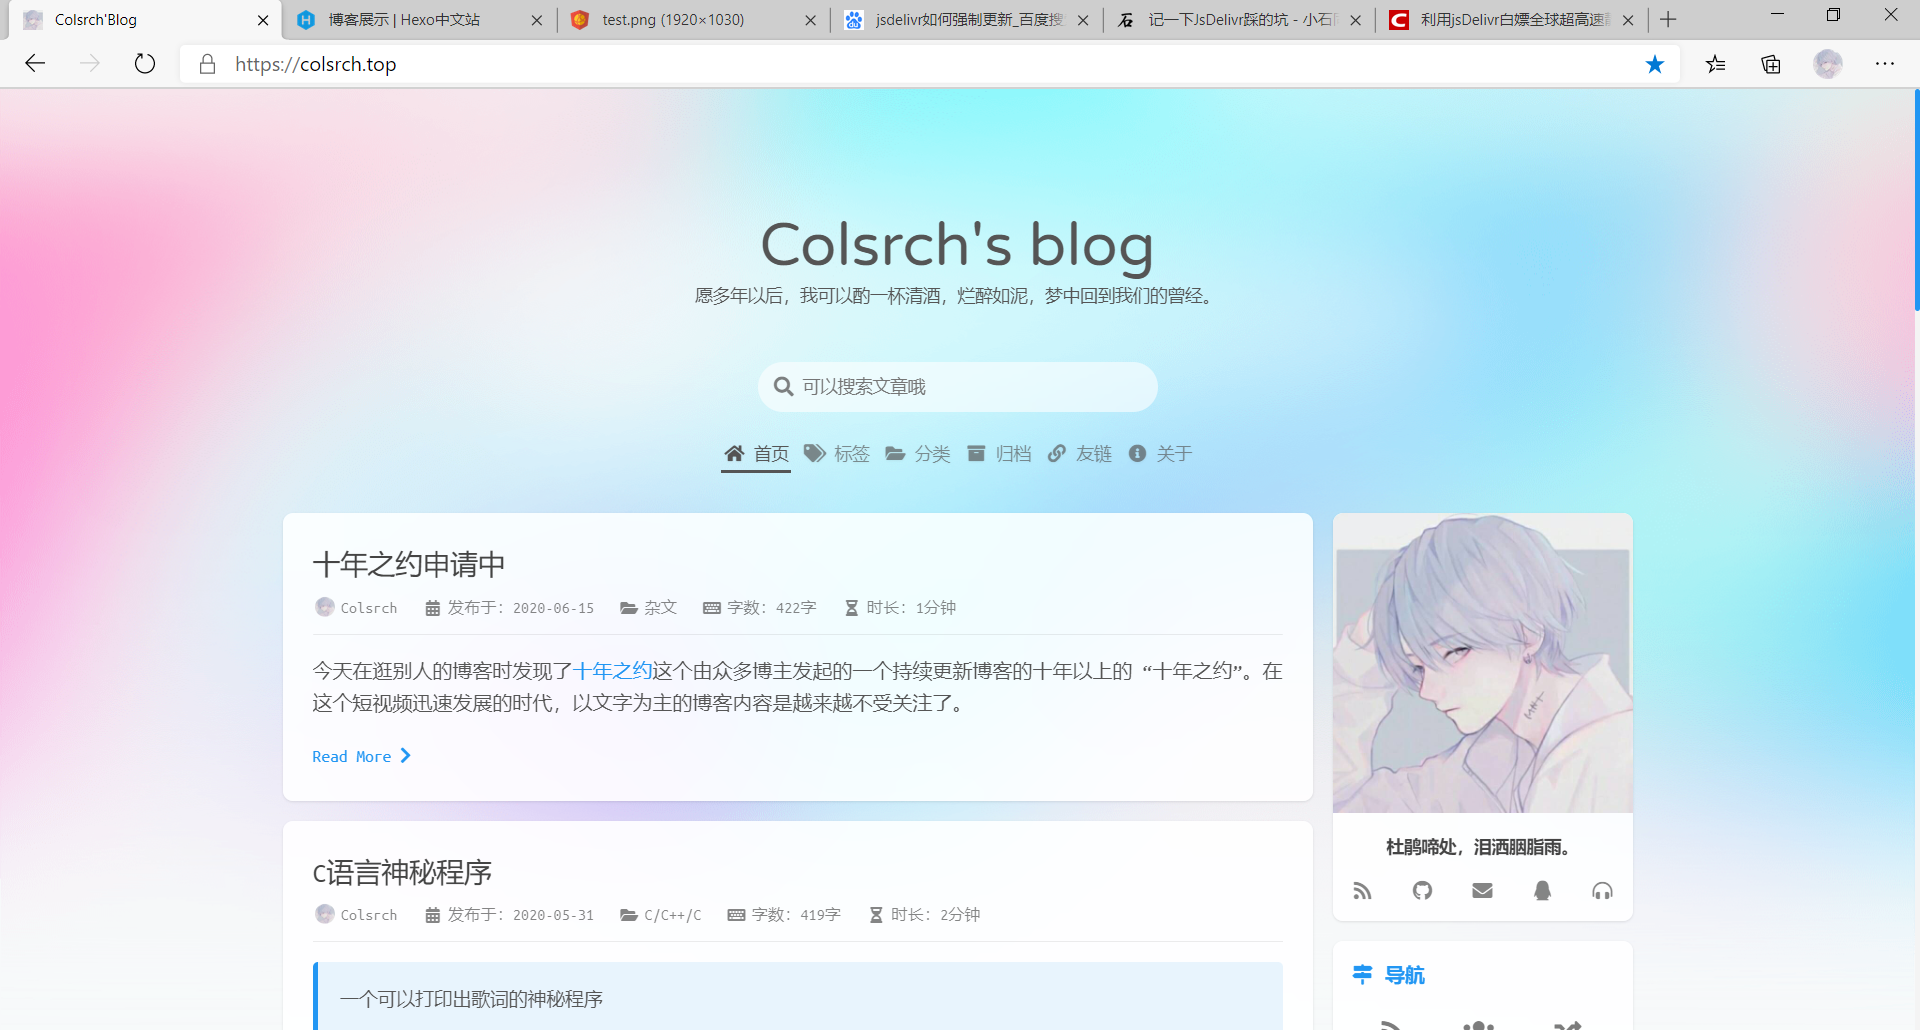 Colsrch'Blog
博客展示 | Hexo中文站
test.png (1920×1030)
jsdelivr如何强制更新_百度搜
记一下JsDelivr踩的坑 - 小石
利用jsDelivr白嫖全球超高速
https://colsrch.top
Colsrch's blog
愿多年以后，我可以酌一杯清酒，烂醉如泥，梦中回到我们的曾经。
可以搜索文章哦
首页 标签 分类 归档 友链 关于
十年之约申请中
Colsrch 发布于：2020-06-15 杂文 字数：422字 时长：1分钟
今天在逛别人的博客时发现了十年之约这个由众多博主发起的一个持续更新博客的十年以上的“十年之约”。在
这个短视频迅速发展的时代，以文字为主的博客内容是越来越不受关注了。
Read More
C语言神秘程序
Colsrch 发布于：2020-05-31 C/C++/C 字数：419字 时长：2分钟
一个可以打印出歌词的神秘程序
杜鹃啼处，泪洒胭脂雨。
导航